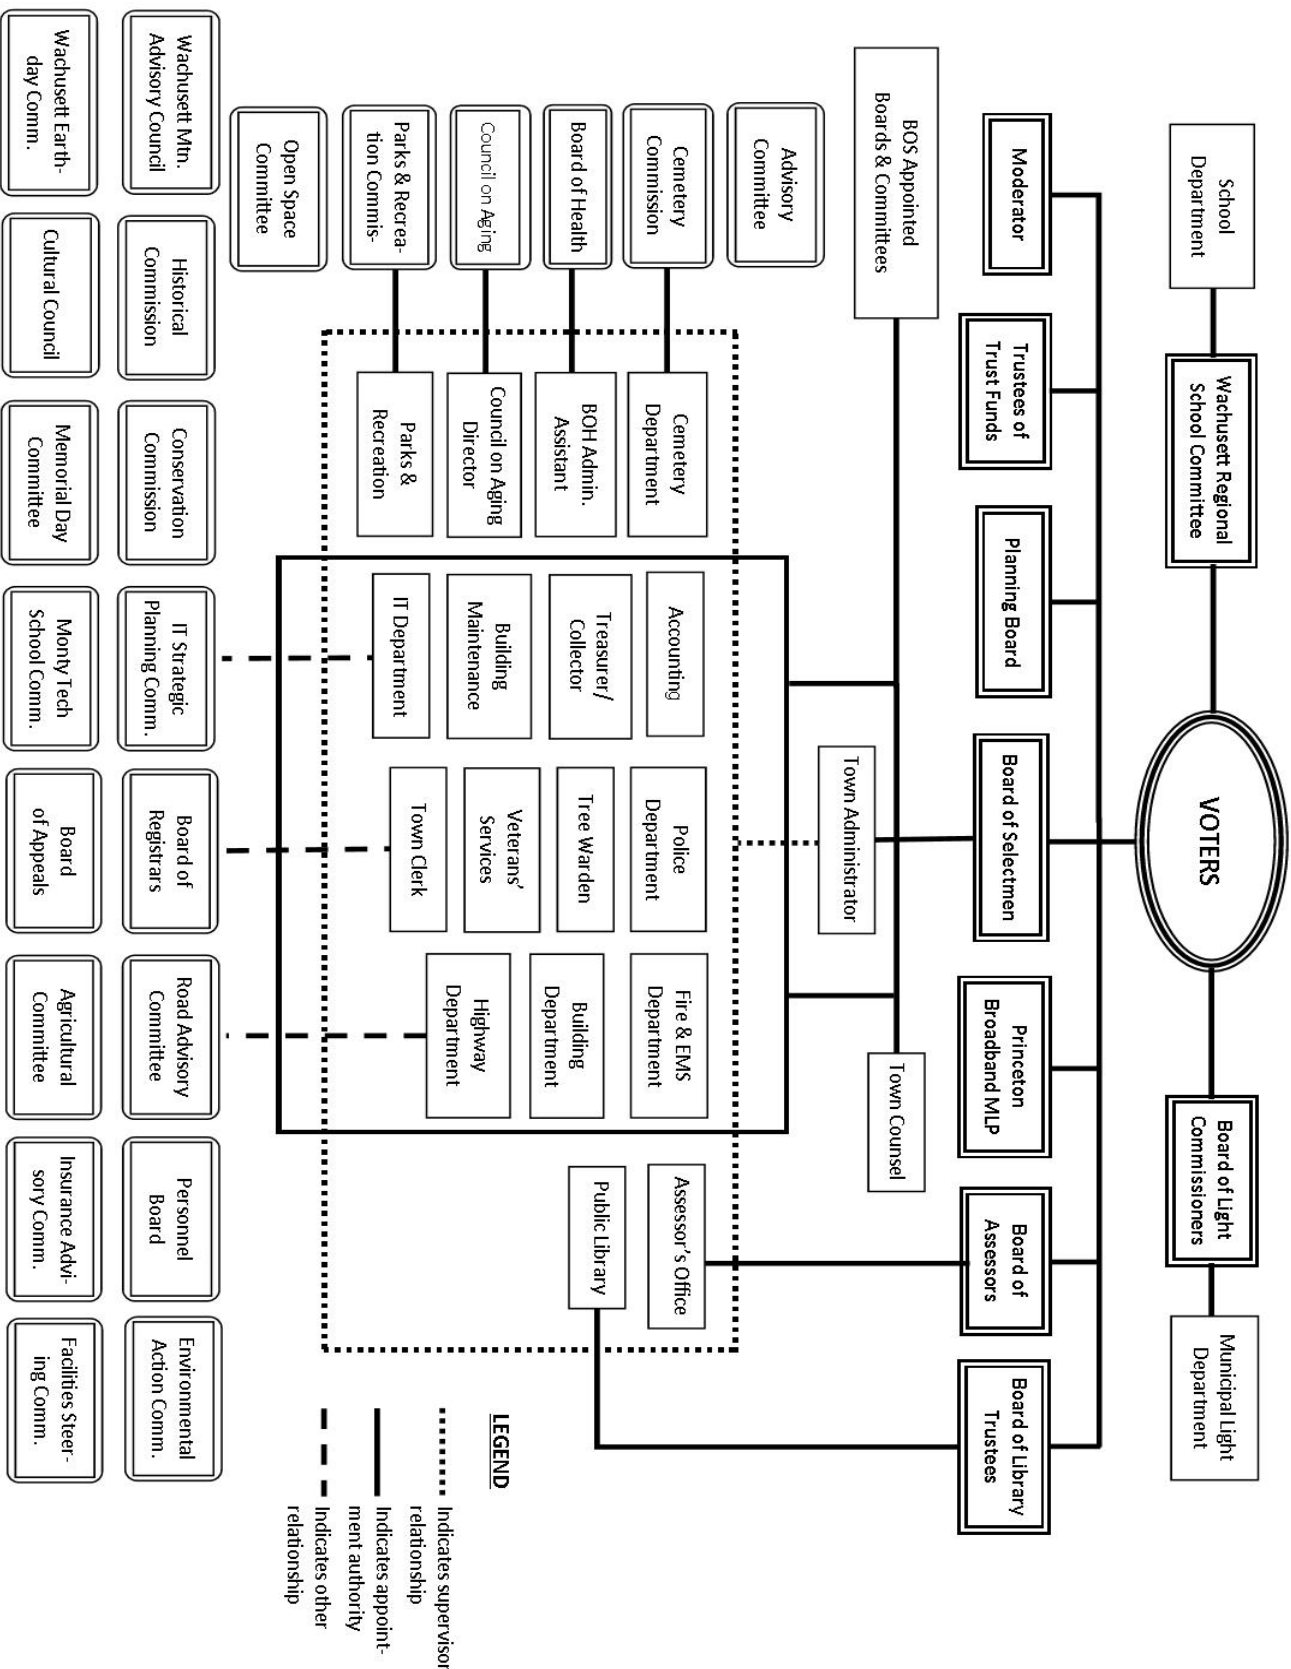 School
Department
Wachusett Regional
School Committee
VOTERS
Board of Light
Commissioners
Municipal Light
Department
Moderator
Trustees of
Trust Funds
Planning Board
Board of Selectmen
Princeton
Broadband MLP
Board of
Assessors
Board of Library
Trustees
BOS Appointed
Boards & Committees
Town Administrator
Town Counsel
Advisory
Committee
Cemetery
Commission
Board of Health
Council on Aging
Parks & Recrea-
tion Commis-
Open Space
Committee
Cemetery
Department
BOH Admin.
Assistant
Council on Aging
Director
Parks &
Recreation
Accounting
Treasurer/
Collector
Building
Maintenance
IT Department
Police
Department
Tree Warden
Veterans'
Services
Town Clerk
Fire & EMS
Department
Building
Department
Highway
Department
Assessor's Office
Public Library
LEGEND
Indicates supervisor
relationship
Indicates appoint-
ment authority
Indicates other
relationship
Wachusett Mtn.
Advisory Council
Historical
Commission
Conservation
Commission
IT Strategic
Planning Comm.
Board of
Registrars
Road Advisory
Committee
Personnel
Board
Environmental
Action Comm.
Wachusett Earth-
day Comm.
Cultural Council
Memorial Day
Committee
Monty Tech
School Comm.
Board
of Appeals
Agricultural
Committee
Insurance Advi-
sory Comm.
Facilities Steer-
ing Comm.